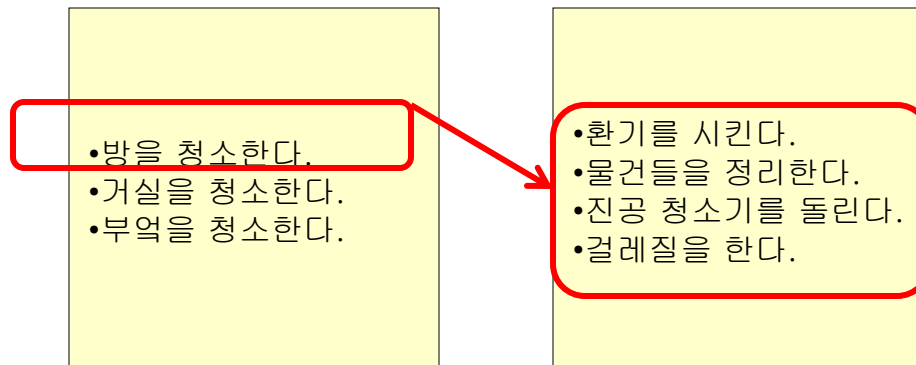 •방을 청소한다.
•거실을 청소한다.
•부엌을 청소한다.
•환기를 시킨다.
•물건들을 정리한다.
•진공 청소기를 돌린다.
•걸레질을 한다.